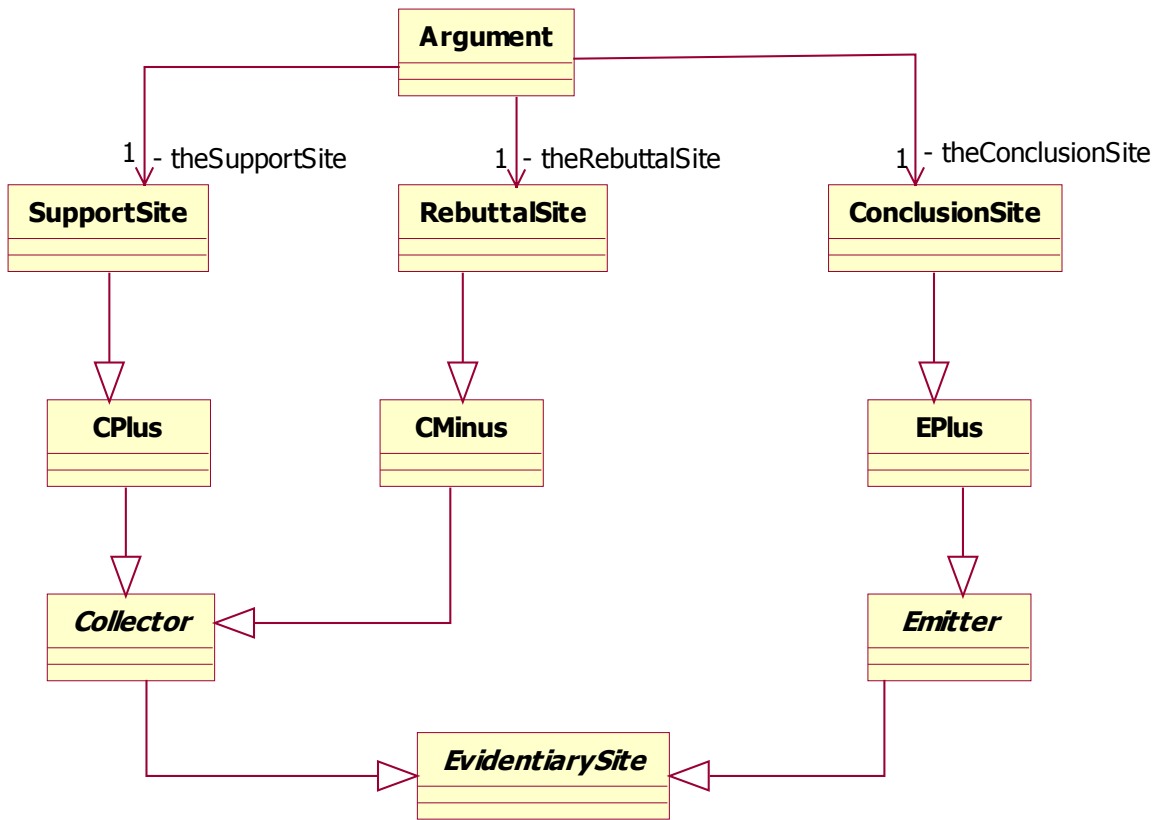 Argument
1 - theSupportSite
1 - theRebuttalSite
1 - theConclusionSite
SupportSite
RebuttalSite
ConclusionSite
CPlus
CMinus
EPlus
Collector
Emitter
EvidentiarySite